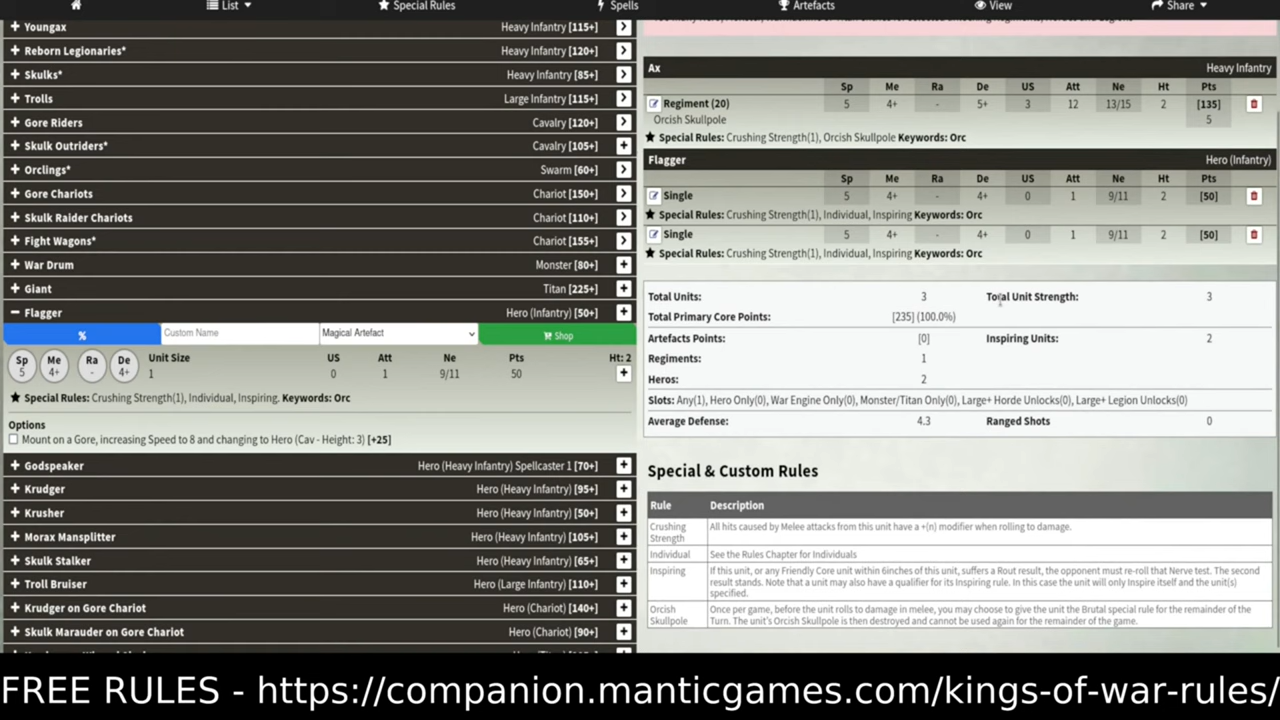 List Special Rules Spells Artefacts View Share
Youngax Heavy Infantry [115+]
Reborn Legionaries* Heavy Infantry [120+]
Skulks* Heavy Infantry [85+]
Trolls Large Infantry [115+]
Gore Riders Cavalry [120+]
Skulk Outriders* Cavalry [105+]
Orclings* Swarm [60+]
Gore Chariots Chariot [150+]
Skulk Raider Chariots Chariot [110+]
Fight Wagons* Chariot [155+]
War Drum Monster [80+]
Giant Titan [225+]
Flagger Hero (Infantry) [50+]
% Custom Name Magical Artefact Shop
Sp 5 Me 4+ Ra - De 4+
Unit Size US Att Ne Pts Ht: 2
1 0 1 9/11 50
Special Rules: Crushing Strength(1), Individual, Inspiring. Keywords: Orc
Options
Mount on a Gore, increasing Speed to 8 and changing to Hero (Cav - Height: 3) [+25]
Godspeaker Hero (Heavy Infantry) Spellcaster 1 [70+]
Krudger Hero (Heavy Infantry) [95+]
Krusher Hero (Heavy Infantry) [50+]
Morax Mansplitter Hero (Heavy Infantry) [105+]
Skulk Stalker Hero (Heavy Infantry) [65+]
Troll Bruiser Hero (Large Infantry) [110+]
Krudger on Gore Chariot Hero (Chariot) [140+]
Skulk Marauder on Gore Chariot Hero (Chariot) [90+]
Ax Heavy Infantry
Sp Me Ra De US Att Ne Ht Pts
Regiment (20) 5 4+ - 5+ 3 12 13/15 2 [135]
Orcish Skullpole 5
Special Rules: Crushing Strength(1), Orcish Skullpole Keywords: Orc
Flagger Hero (Infantry)
Sp Me Ra De US Att Ne Ht Pts
Single 5 4+ - 4+ 0 1 9/11 2 [50]
Special Rules: Crushing Strength(1), Individual, Inspiring Keywords: Orc
Single 5 4+ - 4+ 0 1 9/11 2 [50]
Special Rules: Crushing Strength(1), Individual, Inspiring Keywords: Orc
Total Units: 3 Total Unit Strength: 3
Total Primary Core Points: [235] (100.0%)
Artefacts Points: [0] Inspiring Units: 2
Regiments: 1
Heros: 2
Slots: Any(1), Hero Only(0), War Engine Only(0), Monster/Titan Only(0), Large+ Horde Unlocks(0), Large+ Legion Unlocks(0)
Average Defense: 4.3 Ranged Shots 0
Special & Custom Rules
Rule Description
Crushing Strength All hits caused by Melee attacks from this unit have a +(n) modifier when rolling to damage.
Individual See the Rules Chapter for Individuals
Inspiring If this unit, or any Friendly Core unit within 6inches of this unit, suffers a Rout result, the opponent must re-roll that Nerve test. The second
result stands. Note that a unit may also have a qualifier for its Inspiring rule. In this case the unit will only Inspire itself and the unit(s)
specified.
Orcish Skullpole Once per game, before the unit rolls to damage in melee, you may choose to give the unit the Brutal special rule for the remainder of the
Turn. The unit's Orcish Skullpole is then destroyed and cannot be used again for the remainder of the game.
FREE RULES - https://companion.manticgames.com/kings-of-war-rules/